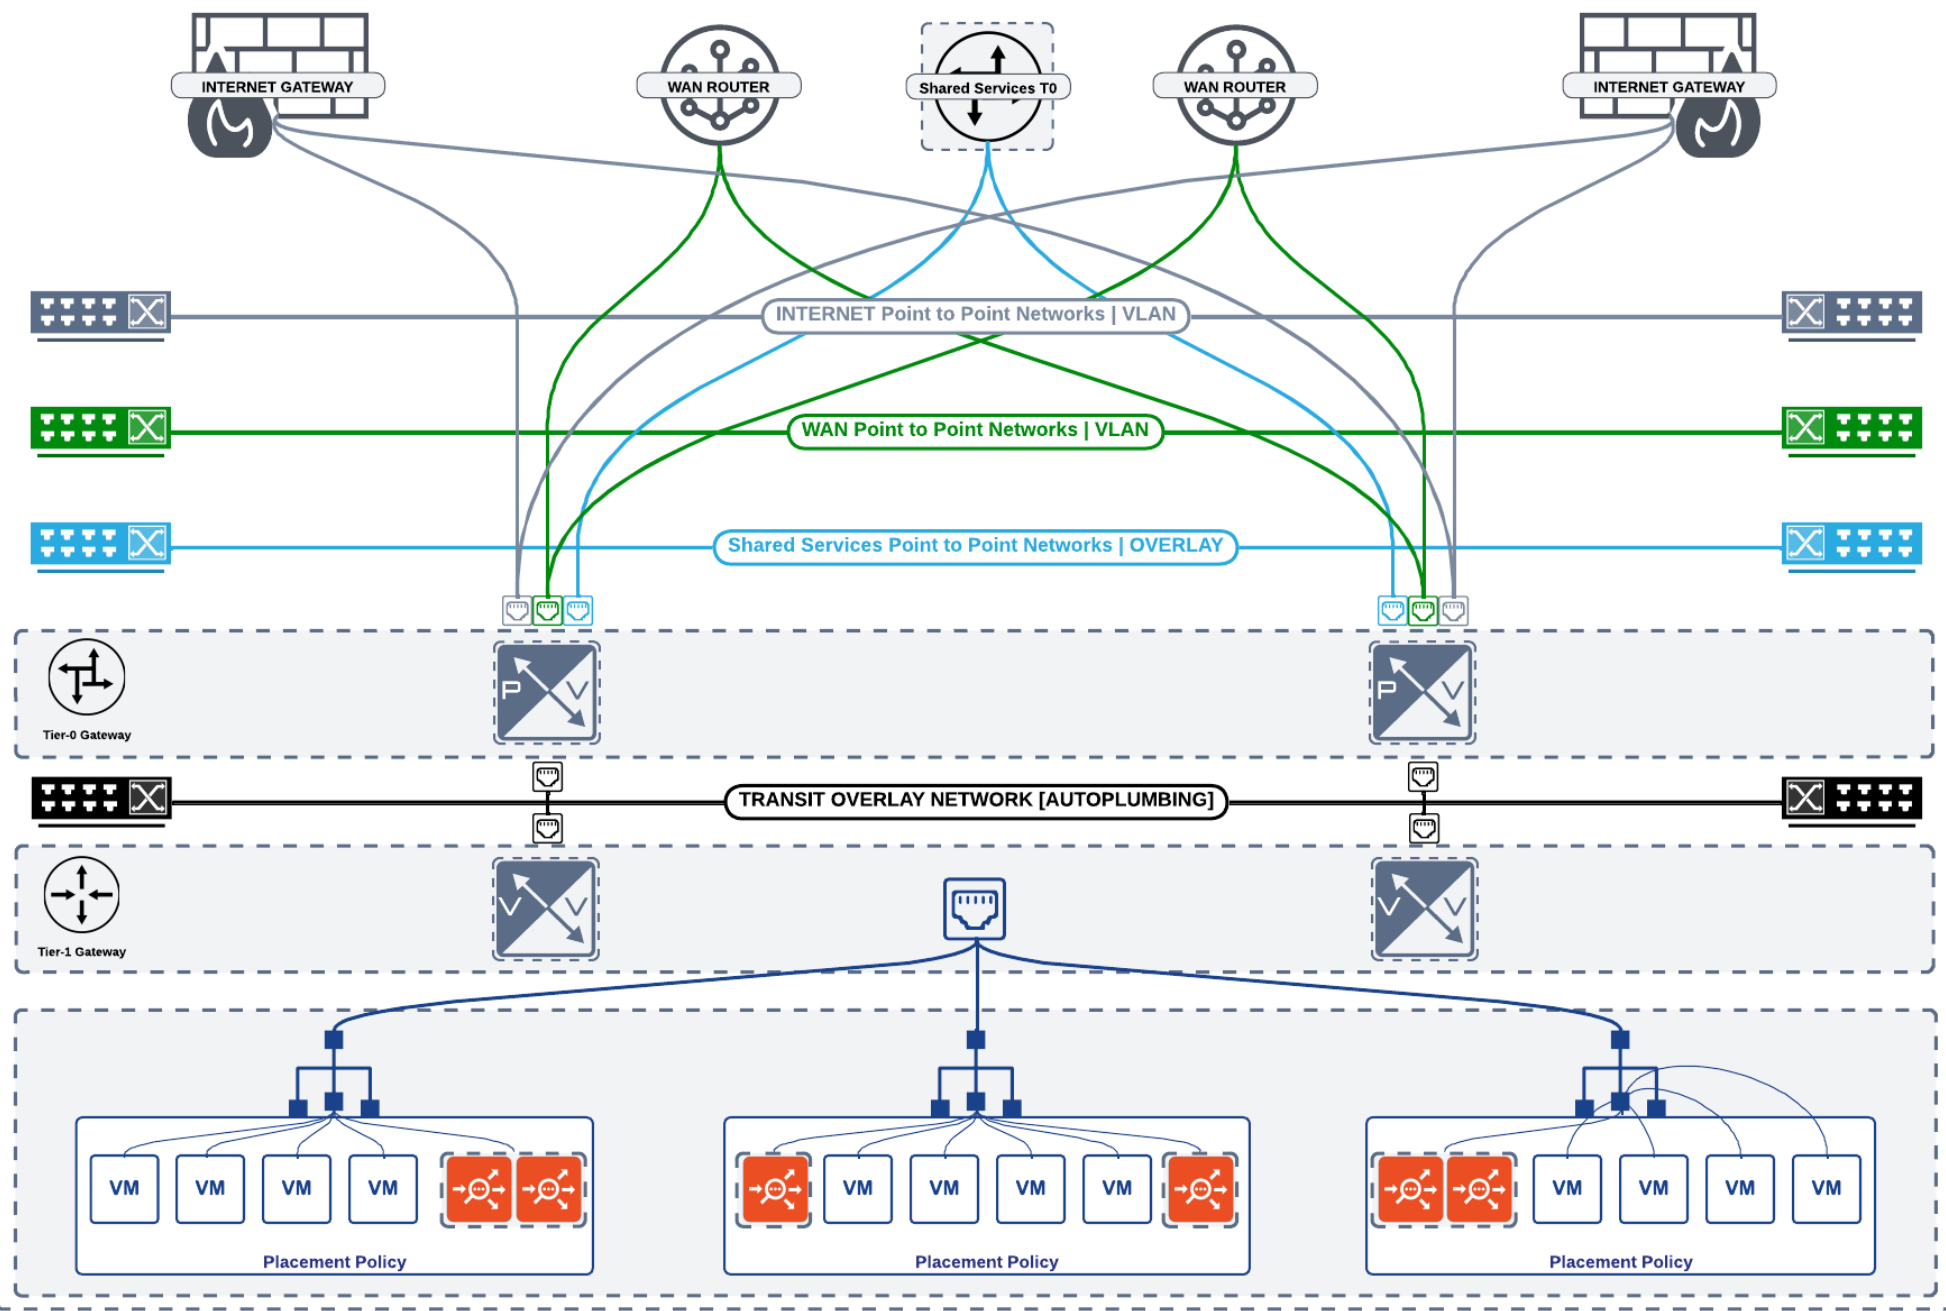 INTERNET GATEWAY
WAN ROUTER
Shared Services T0
WAN ROUTER
INTERNET GATEWAY
INTERNET Point to Point Networks | VLAN
WAN Point to Point Networks | VLAN
Shared Services Point to Point Networks | OVERLAY
P V
P V
Tier-0 Gateway
TRANSIT OVERLAY NETWORK [AUTOPLUMBING]
V V
V V
Tier-1 Gateway
VM VM VM VM
VM VM VM VM
VM VM VM VM
Placement Policy
Placement Policy
Placement Policy